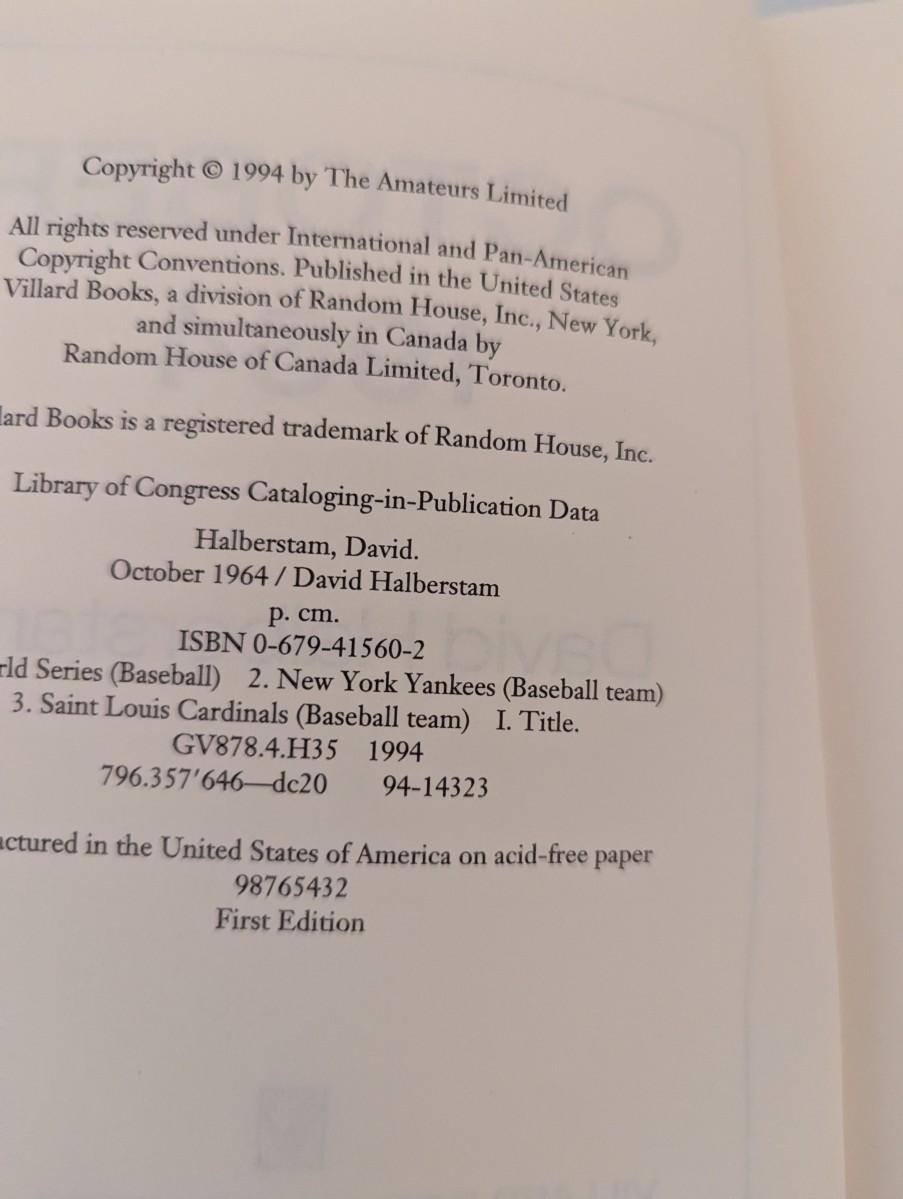 Copyright © 1994 by The Amateurs Limited
All rights reserved under International and Pan-American
Copyright Conventions. Published in the United States
Villard Books, a division of Random House, Inc., New York,
and simultaneously in Canada by
Random House of Canada Limited, Toronto.
lard Books is a registered trademark of Random House, Inc.
Library of Congress Cataloging-in-Publication Data
Halberstam, David.
October 1964 / David Halberstam
p. cm.
ISBN 0-679-41560-2
rld Series (Baseball) 2. New York Yankees (Baseball team)
3. Saint Louis Cardinals (Baseball team) I. Title.
GV878.4.H35 1994
796.357'646—dc20 94-14323
actured in the United States of America on acid-free paper
98765432
First Edition